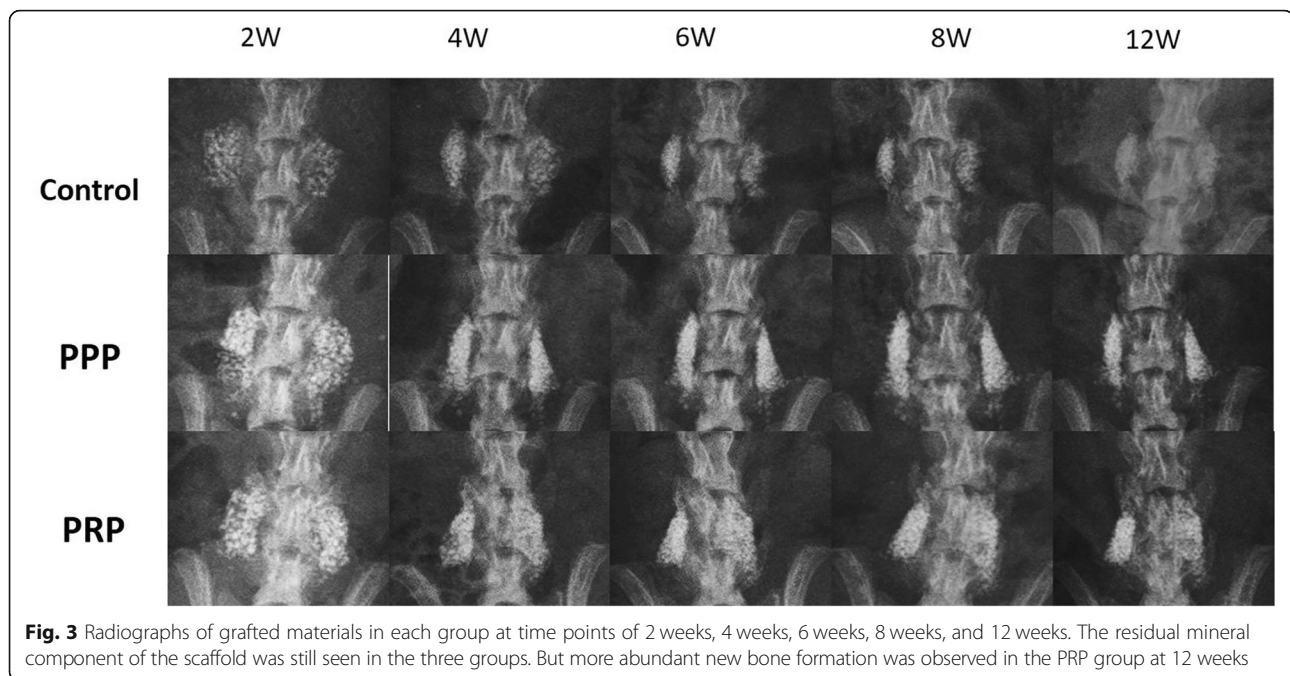 2W 4W 6W 8W 12W
Control
PPP
PRP
Fig. 3 Radiographs of grafted materials in each group at time points of 2 weeks, 4 weeks, 6 weeks, 8 weeks, and 12 weeks. The residual mineral
component of the scaffold was still seen in the three groups. But more abundant new bone formation was observed in the PRP group at 12 weeks